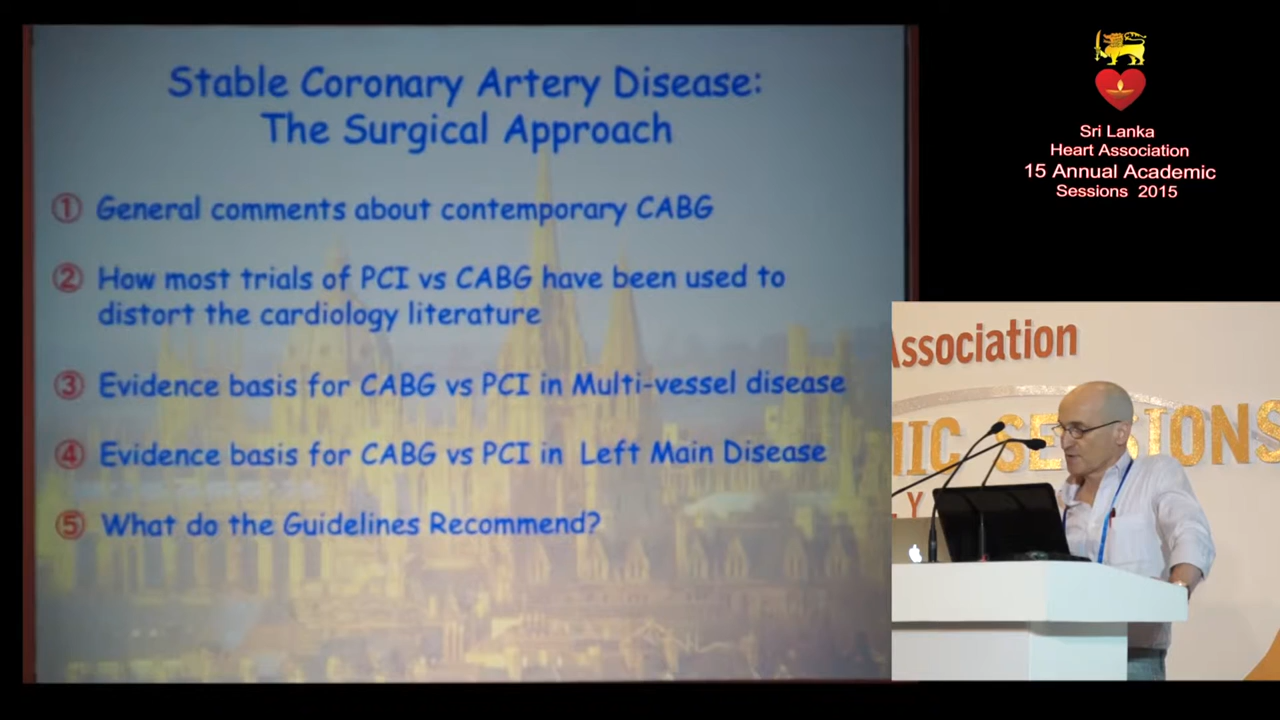 Stable Coronary Artery Disease:
The Surgical Approach
① General comments about contemporary CABG
② How most trials of PCI vs CABG have been used to
distort the cardiology literature
③ Evidence basis for CABG vs PCI in Multi-vessel disease
④ Evidence basis for CABG vs PCI in Left Main Disease
⑤ What do the Guidelines Recommend?
Sri Lanka
Heart Association
15 Annual Academic
Sessions 2015
Association
MIC SESSIONS